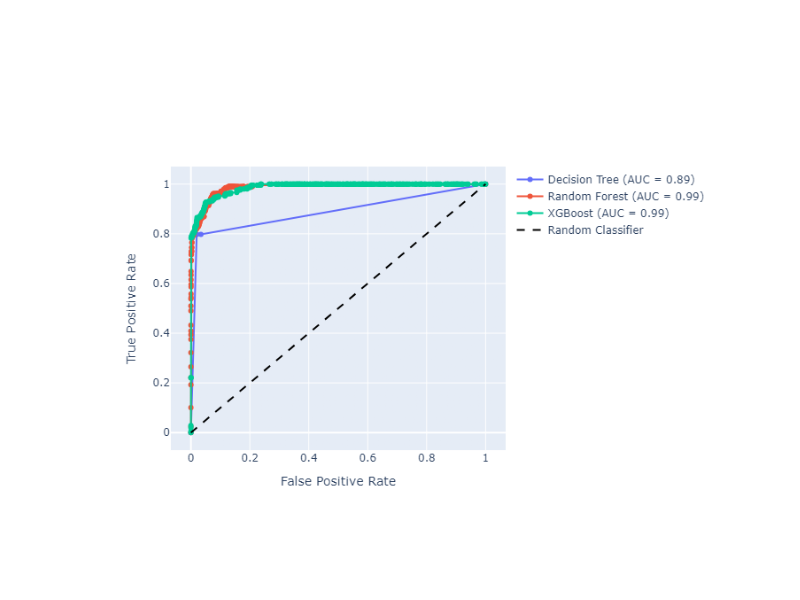 Decision Tree (AUC = 0.89)
Random Forest (AUC = 0.99)
XGBoost (AUC = 0.99)
Random Classifier
1
0.8
0.6
0.4
0.2
0
True Positive Rate
0 0.2 0.4 0.6 0.8 1
False Positive Rate